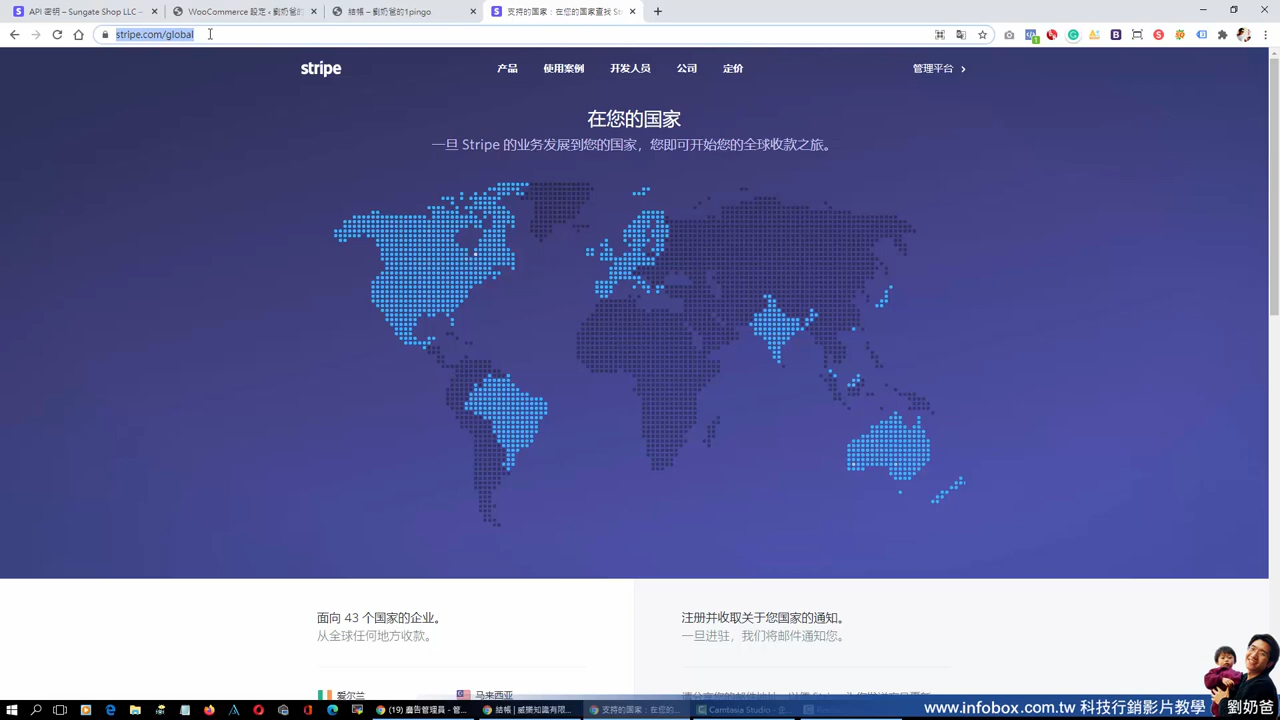 API 密钥 – Sungate Shop LLC –
WooCommerce 設定 ‹ 劉奶爸的
結帳 – 劉奶爸的1pingo
支持的国家：在您的国家查找 St
stripe.com/global
stripe
产品
使用案例
开发人员
公司
定价
管理平台
在您的国家
一旦 Stripe 的业务发展到您的国家，您即可开始您的全球收款之旅。
面向 43 个国家的企业。
从全球任何地方收款。
注册并收取关于您国家的通知。
一旦进驻，我们将邮件通知您。
爱尔兰
马来西亚
(19) 廣告管理員 - 管...
結帳 | 威騰知識有限...
支持的国家：在您的...
Camtasia Studio - 全...
www.infobox.com.tw 科技行銷影片教學
劉奶爸